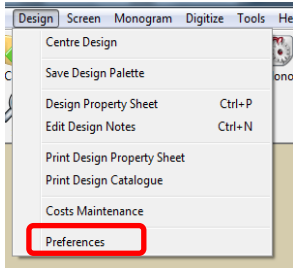 Design Screen Monogram Digitize Tools He
Centre Design
Save Design Palette
Design Property Sheet Ctrl+P
Edit Design Notes Ctrl+N
Print Design Property Sheet
Print Design Catalogue
Costs Maintenance
Preferences